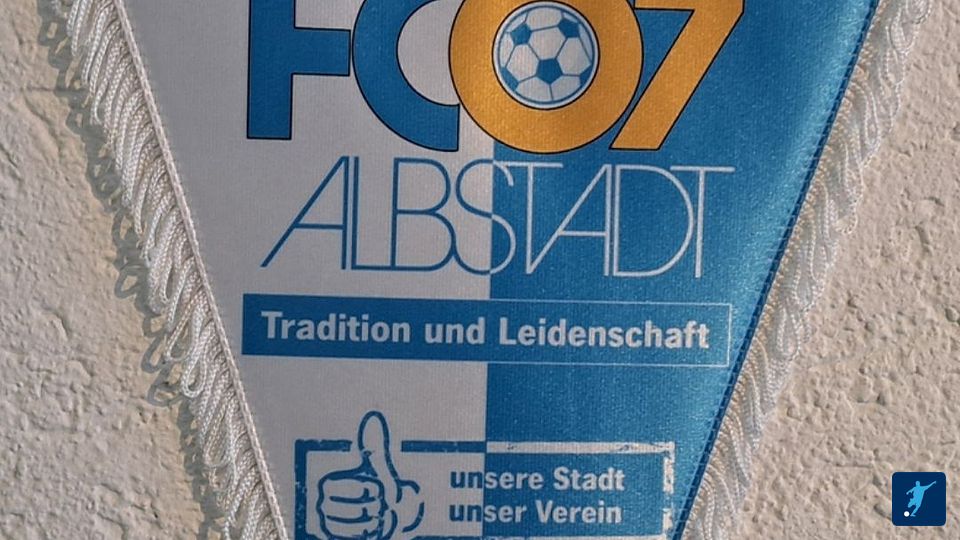 FC07
ALBSTADT
Tradition und Leidenschaft
unsere Stadt
unser Verein